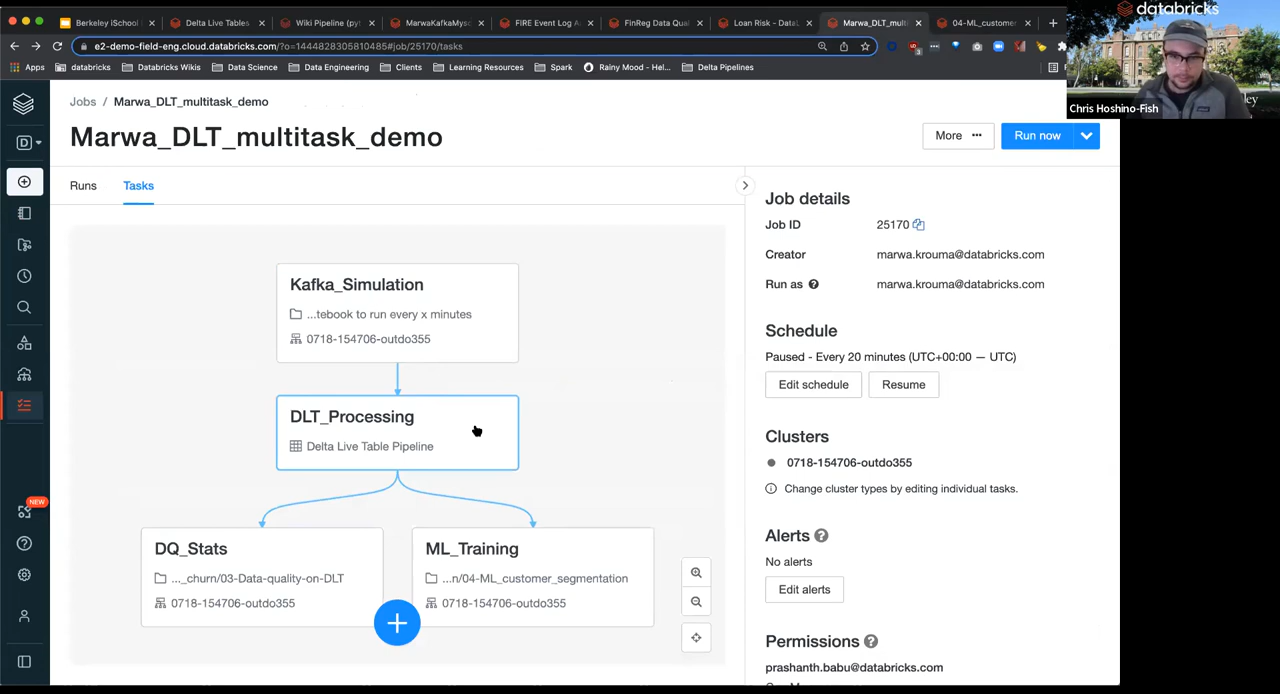 Berkeley iSchool
Delta Live Tables
Wiki Pipeline (pyt
MarwaKafkaMysc
FIRE Event Log A
FinReg Data Qual
Loan Risk - DataL
Marwa_DLT_multit
04-ML_customer
databricks
e2-demo-field-eng.cloud.databricks.com/?o=1444828305810485#job/25170/tasks
Apps
databricks
Databricks Wikis
Data Science
Data Engineering
Clients
Learning Resources
Spark
Rainy Mood - Hel...
Delta Pipelines
Chris Hoshino-Fish
Jobs / Marwa_DLT_multitask_demo
Marwa_DLT_multitask_demo
More ···
Run now
Runs
Tasks
Kafka_Simulation
...tebook to run every x minutes
0718-154706-outdo355
DLT_Processing
Delta Live Table Pipeline
DQ_Stats
..._churn/03-Data-quality-on-DLT
0718-154706-outdo355
ML_Training
...n/04-ML_customer_segmentation
0718-154706-outdo355
Job details
Job ID
25170
Creator
marwa.krouma@databricks.com
Run as
marwa.krouma@databricks.com
Schedule
Paused - Every 20 minutes (UTC+00:00 — UTC)
Edit schedule
Resume
Clusters
0718-154706-outdo355
Change cluster types by editing individual tasks.
Alerts
No alerts
Edit alerts
Permissions
prashanth.babu@databricks.com
D
NEW